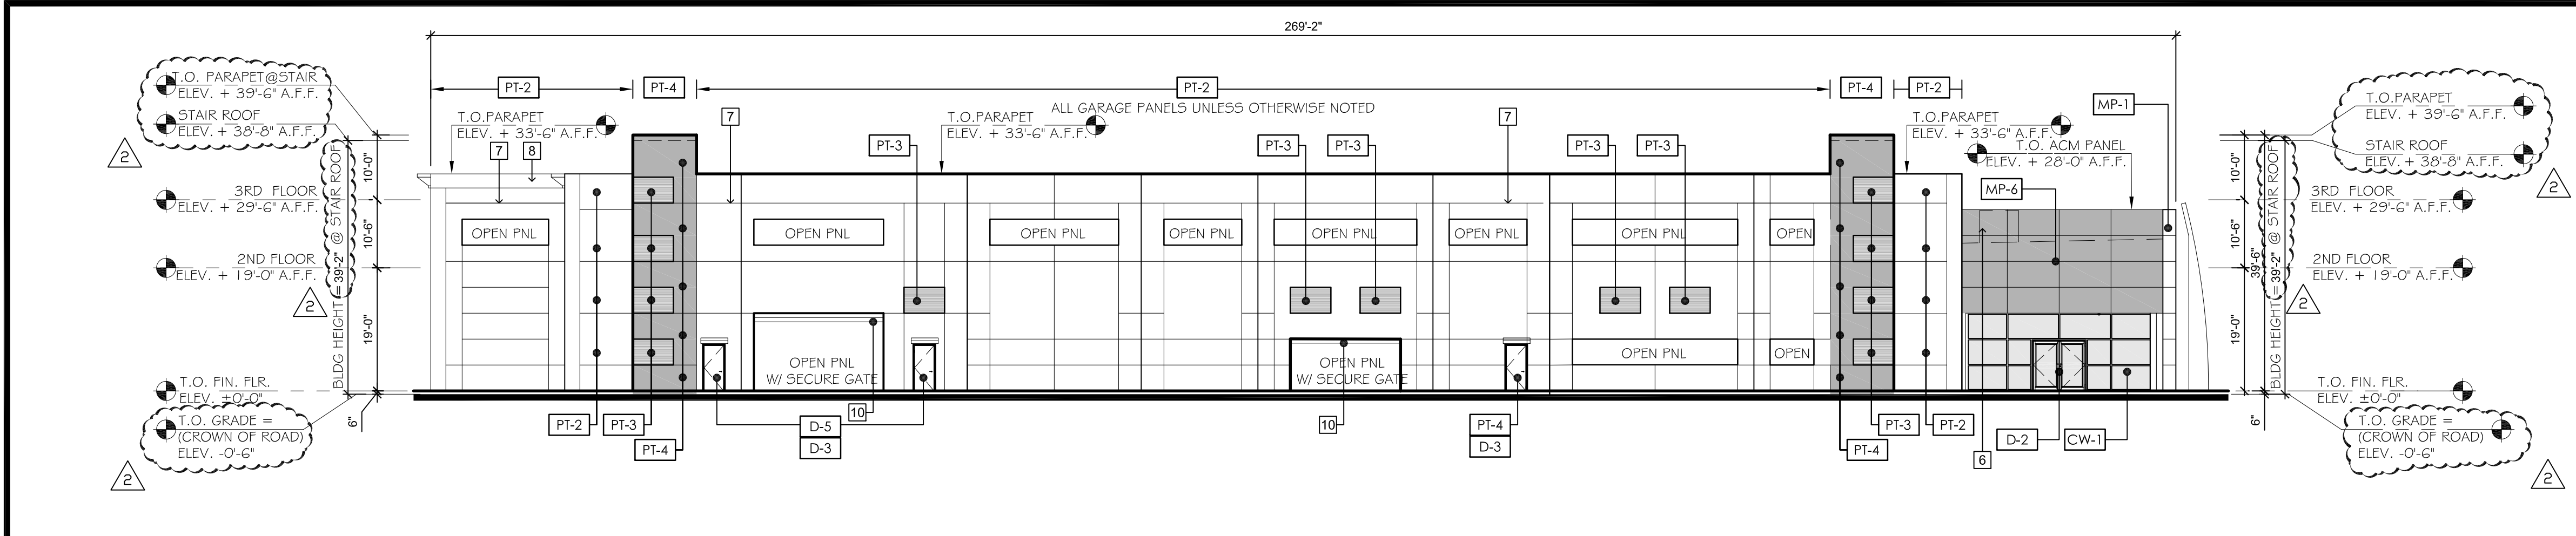 269'-2"
PT-2
PT-4
PT-2
PT-4
PT-2
ALL GARAGE PANELS UNLESS OTHERWISE NOTED
T.O. PARAPET@STAIR
ELEV. + 39'-6" A.F.F.
STAIR ROOF
ELEV. + 38'-8" A.F.F.
2
3RD FLOOR
ELEV. + 29'-6" A.F.F.
2ND FLOOR
ELEV. + 19'-0" A.F.F.
2
T.O. FIN. FLR.
ELEV. ±0'-0"
T.O. GRADE =
(CROWN OF ROAD)
ELEV. -0'-6"
2
BLDG HEIGHT = 39'-2" @ STAIR ROOF
10'-0"
10'-6"
19'-0"
6"
T.O.PARAPET
ELEV. + 33'-6" A.F.F.
7
8
7
PT-3
T.O.PARAPET
ELEV. + 33'-6" A.F.F.
PT-3
PT-3
7
PT-3
PT-3
T.O.PARAPET
ELEV. + 33'-6" A.F.F.
T.O. ACM PANEL
ELEV. + 28'-0" A.F.F.
MP-1
MP-6
OPEN PNL
OPEN PNL
OPEN PNL
OPEN PNL
OPEN PNL
OPEN PNL
OPEN PNL
OPEN
OPEN PNL
W/ SECURE GATE
OPEN PNL
W/ SECURE GATE
OPEN PNL
OPEN
PT-2
PT-3
PT-4
D-5
D-3
10
10
PT-4
D-3
PT-4
PT-3
PT-2
6
D-2
CW-1
10'-0"
10'-6"
19'-0"
39'-6"
6"
BLDG HEIGHT = 39'-2" @ STAIR ROOF
T.O.PARAPET
ELEV. + 39'-6" A.F.F.
STAIR ROOF
ELEV. + 38'-8" A.F.F.
2
3RD FLOOR
ELEV. + 29'-6" A.F.F.
2ND FLOOR
ELEV. + 19'-0" A.F.F.
2
T.O. FIN. FLR.
ELEV. ±0'-0"
T.O. GRADE =
(CROWN OF ROAD)
ELEV. -0'-6"
2